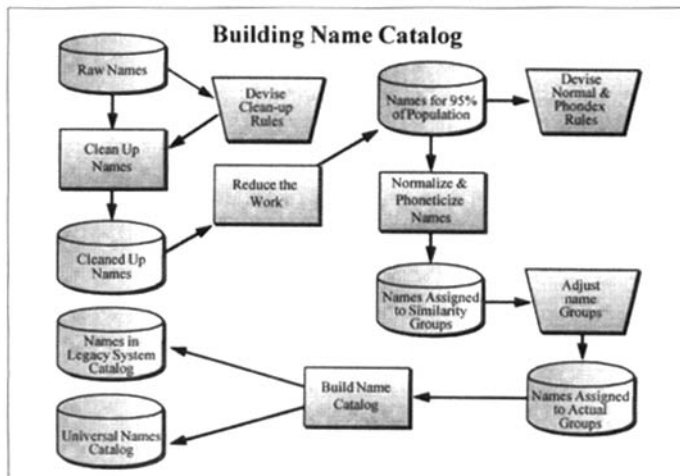 Building Name Catalog
Raw Names
Devise
Clean-up
Rules
Names for 95%
of Population
Devise
Normal &
Phondex
Rules
Clean Up
Names
Reduce the
Work
Normalize &
Phoneticize
Names
Cleaned Up
Names
Names Assigned
to Similarity
Groups
Adjust
name
Groups
Names in
Legacy System
Catalog
Build Name
Catalog
Names Assigned
to Actual
Groups
Universal Names
Catalog